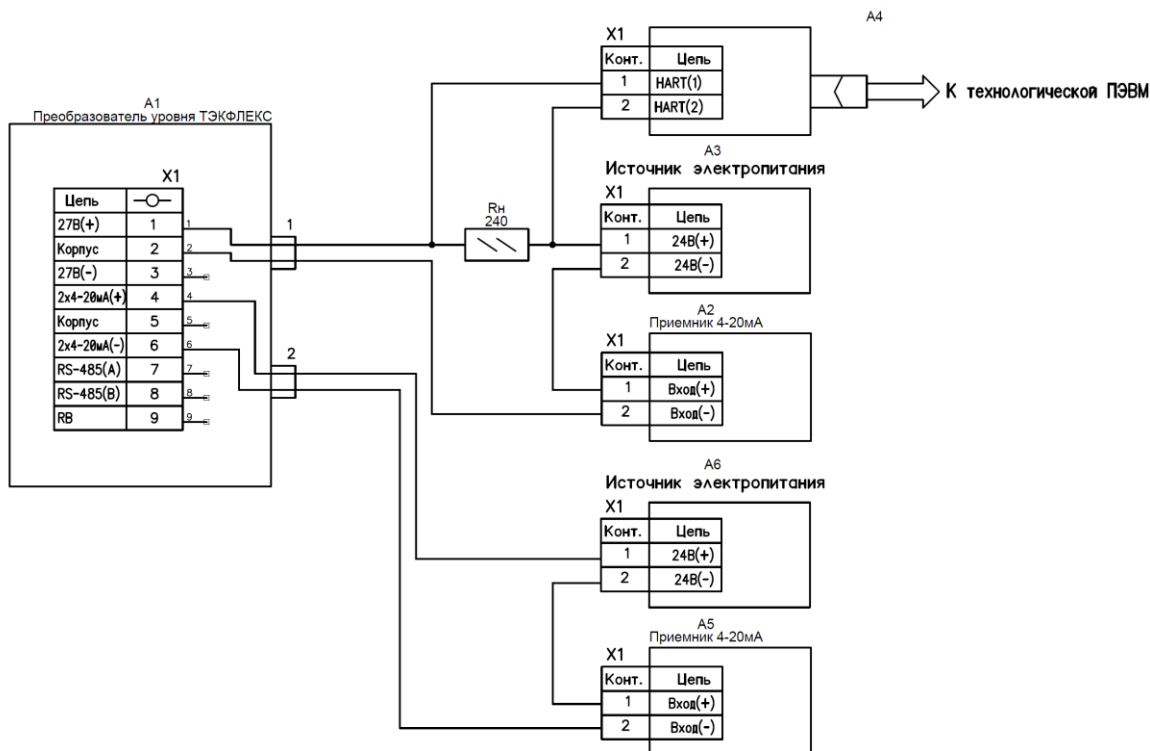 A4
X1
Конт. Цепь
1 HART(1)
2 HART(2)
К технологической ПЭВМ
A1
Преобразователь уровня ТЭКФЛЕКС
X1
Цепь
27В(+) 1 1
Корпус 2 2
27В(-) 3 3
2х4-20мА(+) 4 4
Корпус 5 5
2х4-20мА(-) 6 6
RS-485(A) 7 7
RS-485(B) 8 8
RB 9 9
1
2
Rн
240
A3
Источник электропитания
X1
Конт. Цепь
1 24В(+)
2 24В(-)
A2
Приемник 4-20мА
X1
Конт. Цепь
1 Вход(+)
2 Вход(-)
A6
Источник электропитания
X1
Конт. Цепь
1 24В(+)
2 24В(-)
A5
Приемник 4-20мА
X1
Конт. Цепь
1 Вход(+)
2 Вход(-)